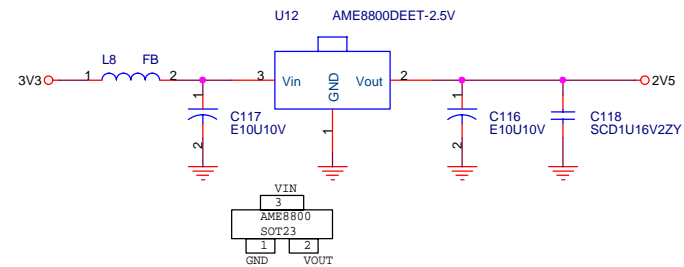 U12 AME8800DEET-2.5V
L8 FB
3V3 1 2 3 Vin GND Vout 2 2V5
1
1 2 C117 E10U10V
1 2 C116 E10U10V
C118 SCD1U16V2ZY
VIN
3
AME8800
SOT23
1 2
GND VOUT